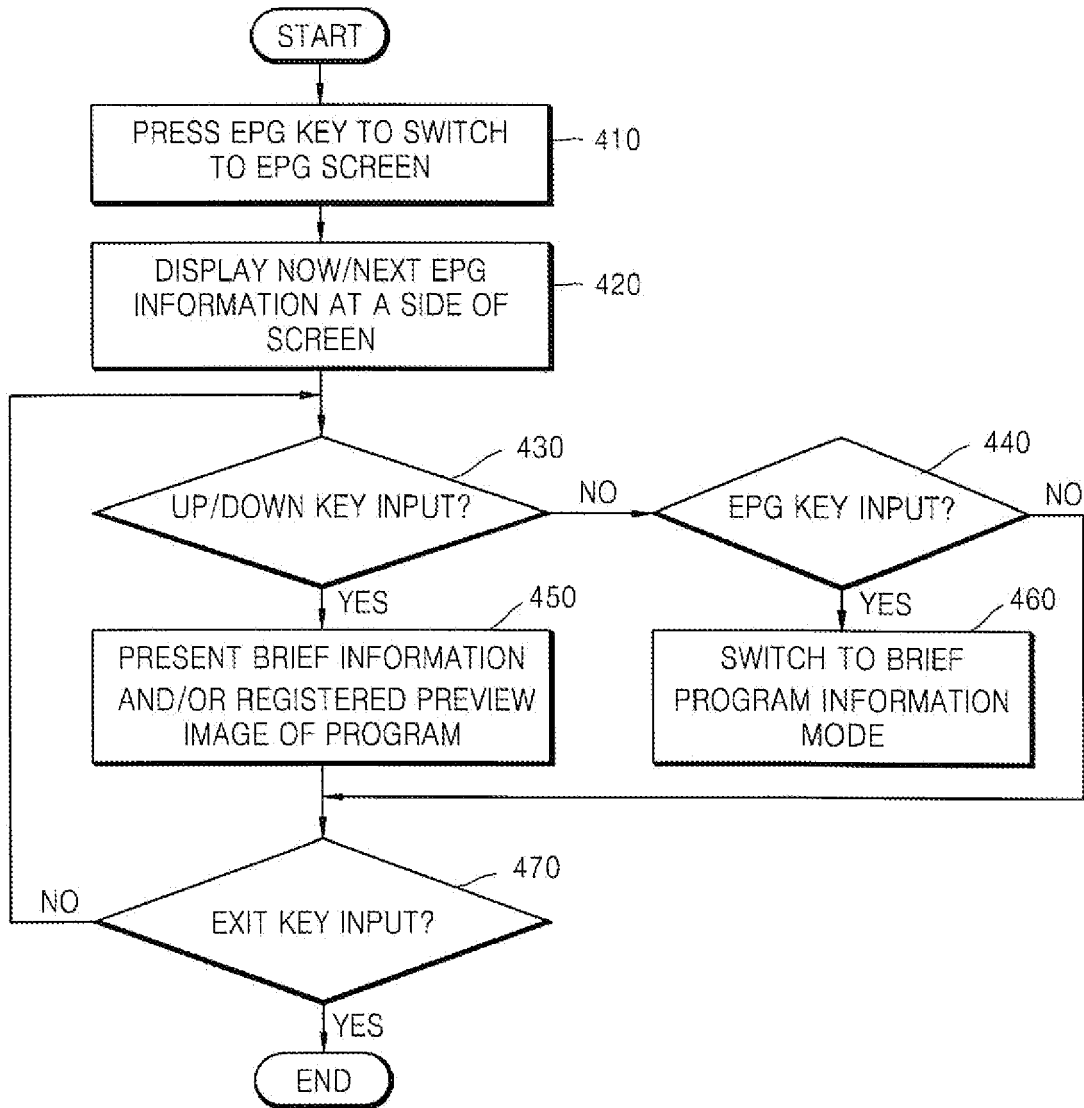 START
PRESS EPG KEY TO SWITCH
TO EPG SCREEN
410
DISPLAY NOW/NEXT EPG
INFORMATION AT A SIDE OF
SCREEN
420
430
UP/DOWN KEY INPUT?
NO
440
EPG KEY INPUT?
NO
YES
450
PRESENT BRIEF INFORMATION
AND/OR REGISTERED PREVIEW
IMAGE OF PROGRAM
YES
460
SWITCH TO BRIEF
PROGRAM INFORMATION
MODE
470
NO
EXIT KEY INPUT?
YES
END